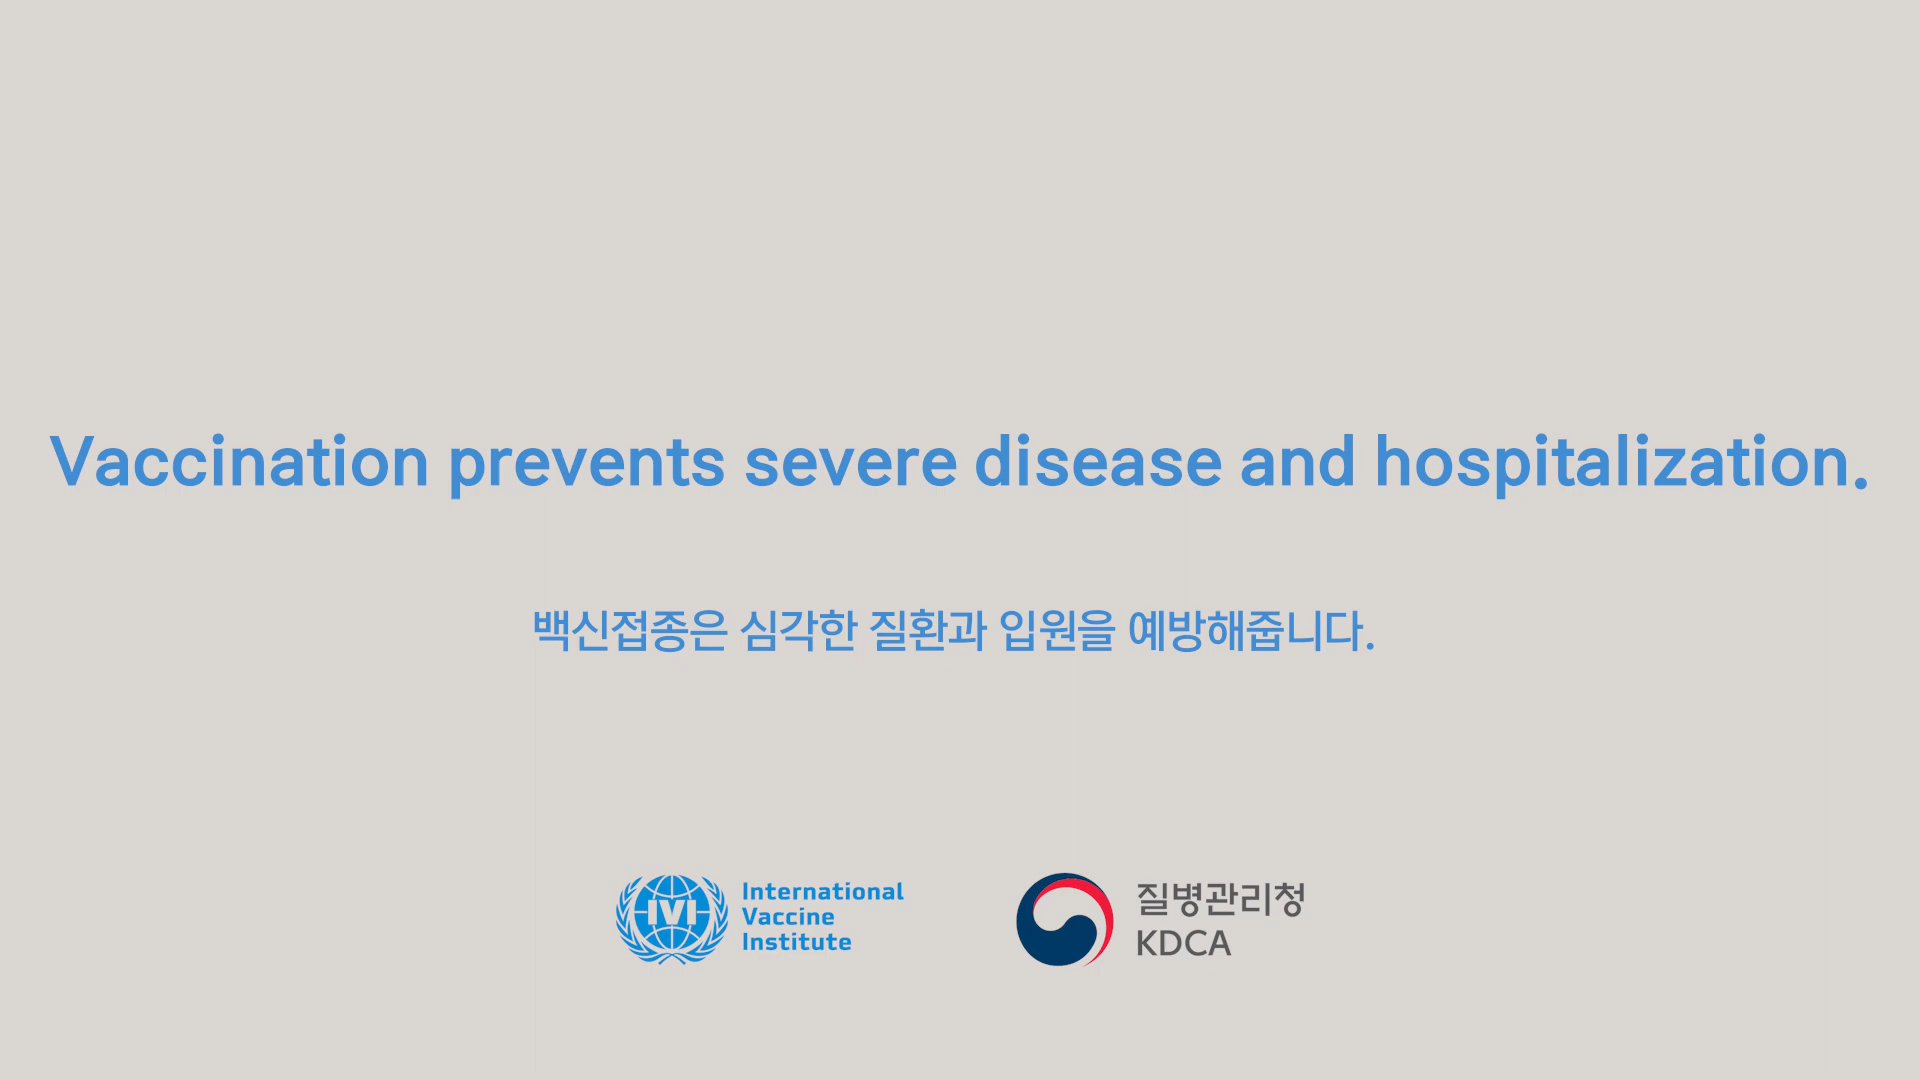 Vaccination prevents severe disease and hospitalization.
백신접종은 심각한 질환과 입원을 예방해줍니다.
IVI
International
Vaccine
Institute
질병관리청
KDCA